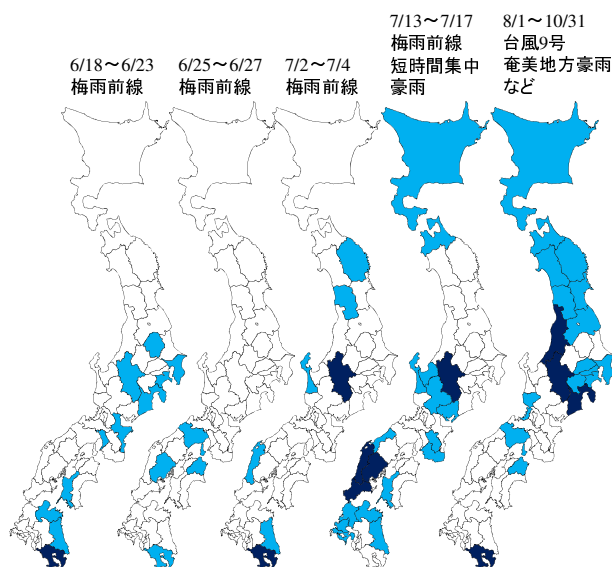 6/18～6/23
梅雨前線
6/25～6/27
梅雨前線
7/2～7/4
梅雨前線
7/13～7/17
梅雨前線
短時間集中
豪雨
8/1～10/31
台風9号
奄美地方豪雨
など